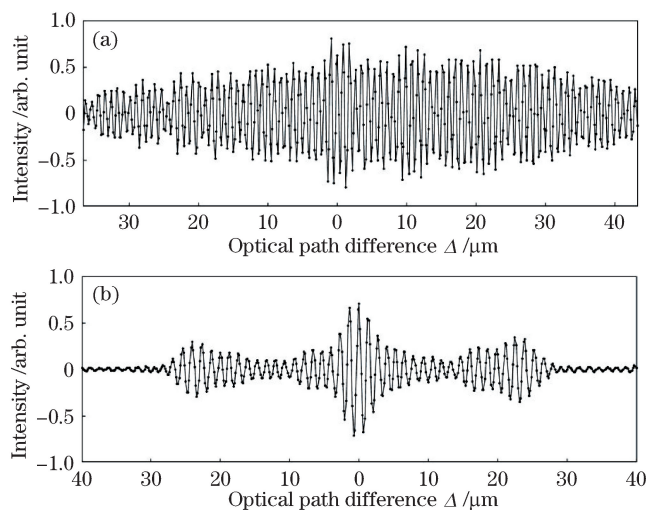 (a)
Intensity /arb. unit
1.0
0.5
0
−0.5
−1.0
30 20 10 0 10 20 30 40
Optical path difference Δ /μm
(b)
Intensity /arb. unit
1.0
0.5
0
−0.5
−1.0
40 30 20 10 0 10 20 30 40
Optical path difference Δ /μm